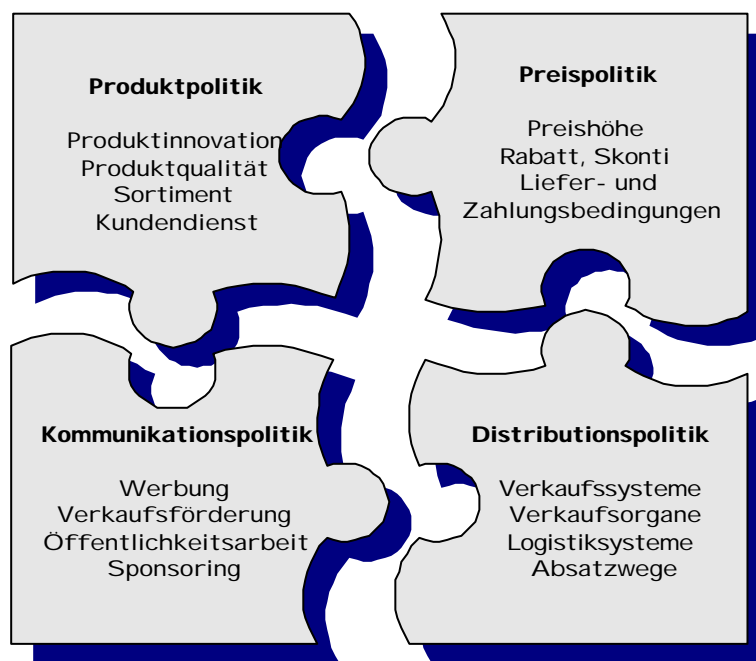 Produktpolitik
Produktinnovation
Produktqualität
Sortiment
Kundendienst
Preispolitik
Preishöhe
Rabatt, Skonti
Liefer- und
Zahlungsbedingungen
Kommunikationspolitik
Werbung
Verkaufsförderung
Öffentlichkeitsarbeit
Sponsoring
Distributionspolitik
Verkaufssysteme
Verkaufsorgane
Logistiksysteme
Absatzwege